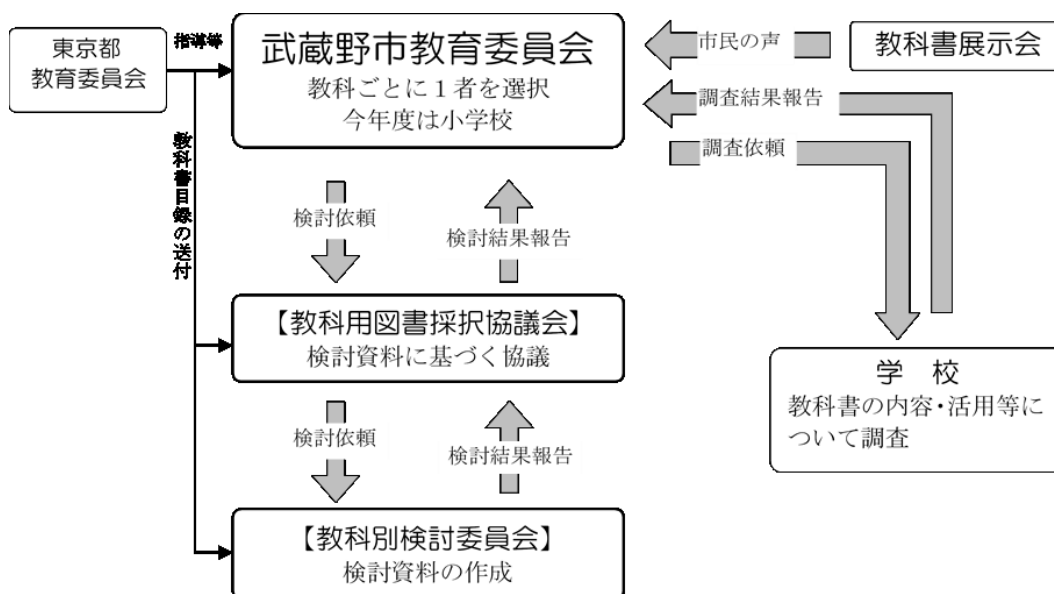 東京都
教育委員会
指導等
武蔵野市教育委員会
教科ごとに１者を選択
今年度は小学校
市民の声
教科書展示会
調査結果報告
調査依頼
教科書目録の送付
検討依頼
検討結果報告
【教科用図書採択協議会】
検討資料に基づく協議
学　校
教科書の内容・活用等に
ついて調査
検討依頼
検討結果報告
【教科別検討委員会】
検討資料の作成